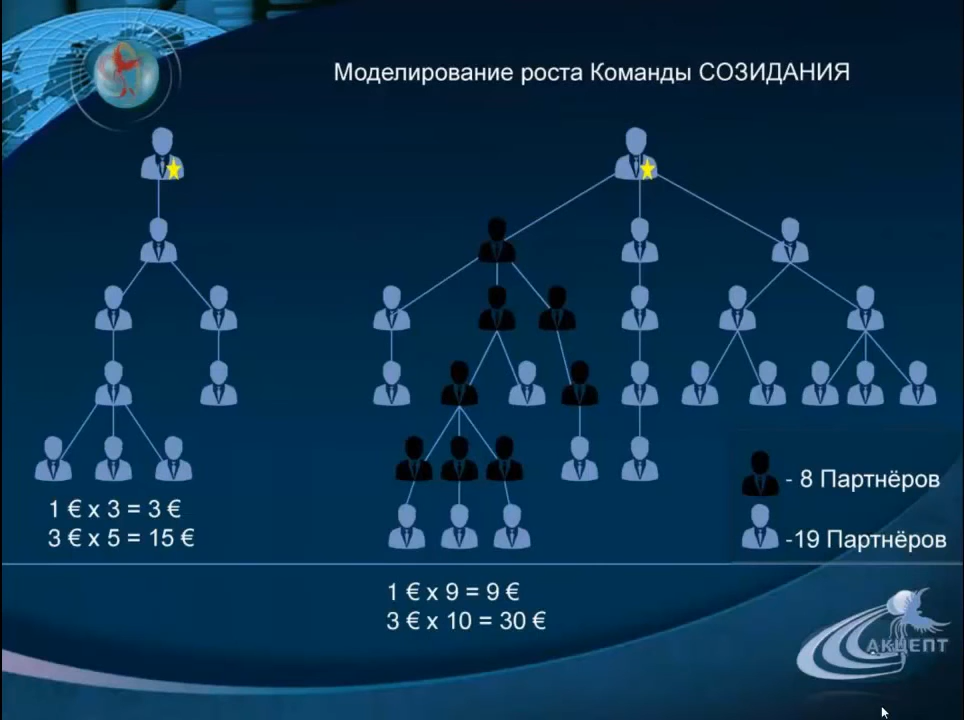 Моделирование роста Команды СОЗИДАНИЯ
1 € х 3 = 3 €
3 € х 5 = 15 €
- 8 Партнёров
-19 Партнёров
1 € х 9 = 9 €
3 € х 10 = 30 €
АКЦЕПТ